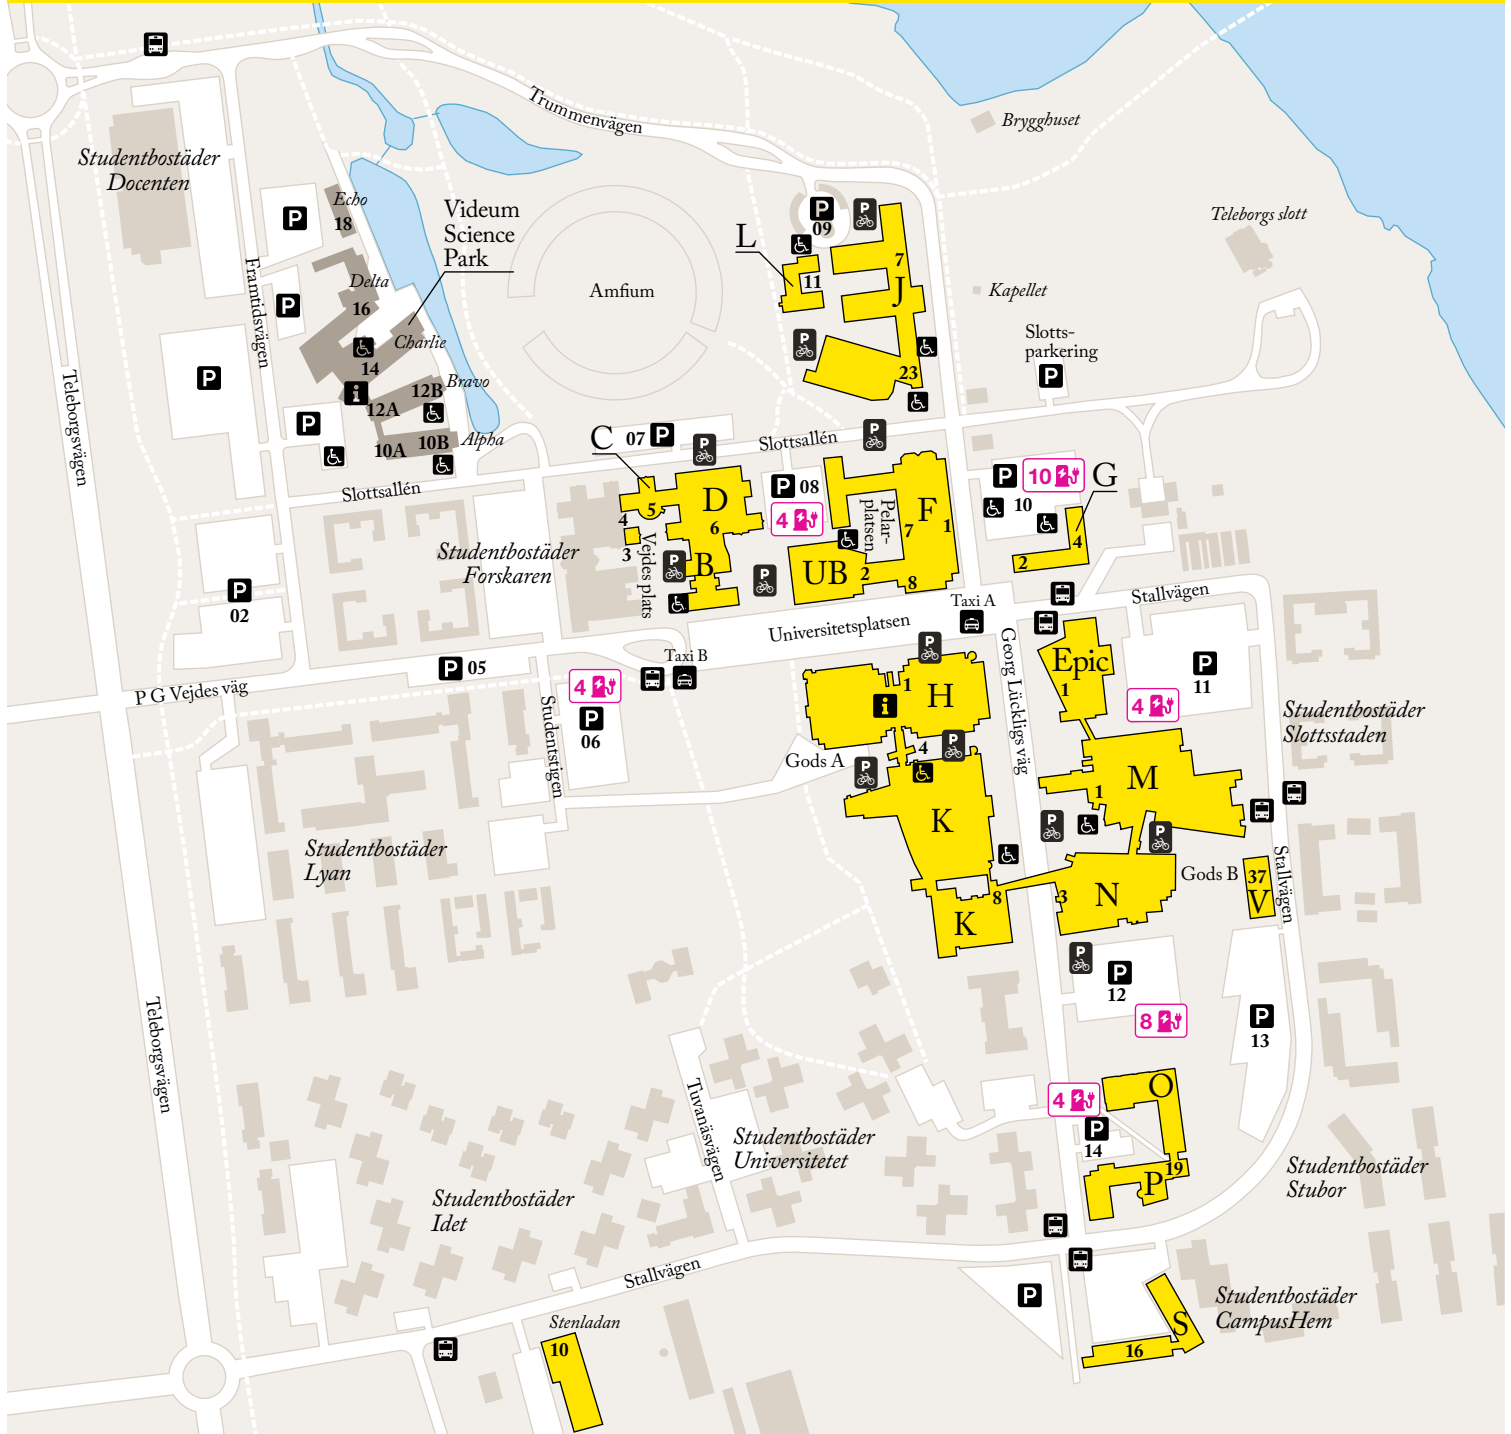 Trummenvägen
Brygghuset
Studentbostäder
Docenten
Echo
18
P
Videum
Science
Park
L
P
09
P
11
7
J
Teleborgs slott
Framtidsvägen
Delta
16
P
Amfium
Kapellet
Charlie
14
P
Slotts-
parkering
P
23
P
Teleborgsvägen
i
12A
12B
Bravo
P
10A
10B
Alpha
C
07
P
P
Slottsallén
P
Slottsallén
D
5
4
6
3
P
08
4
Pelar-
platsen
F
7
1
P
10
10
G
4
2
Studentbostäder
Forskaren
Vejdes plats
P
B
P
UB
2
8
P
02
Taxi A
Stallvägen
Universitetsplatsen
P
05
Taxi B
P
P G Vejdes väg
4
P
06
Studentstigen
1
H
i
Georg Lückligs väg
Epic
1
P
11
4
Studentbostäder
Slottsstaden
Gods A
P
4
P
K
M
1
P
P
Studentbostäder
Lyan
Gods B
37
V
Stallvägen
8
K
3
N
P
P
12
8
P
13
Teleborgsvägen
Tuvanäsvägen
4
P
14
O
19
P
Studentbostäder
Universitetet
Studentbostäder
Stubor
Studentbostäder
Idet
Stallvägen
P
Studentbostäder
CampusHem
S
16
Stenladan
10